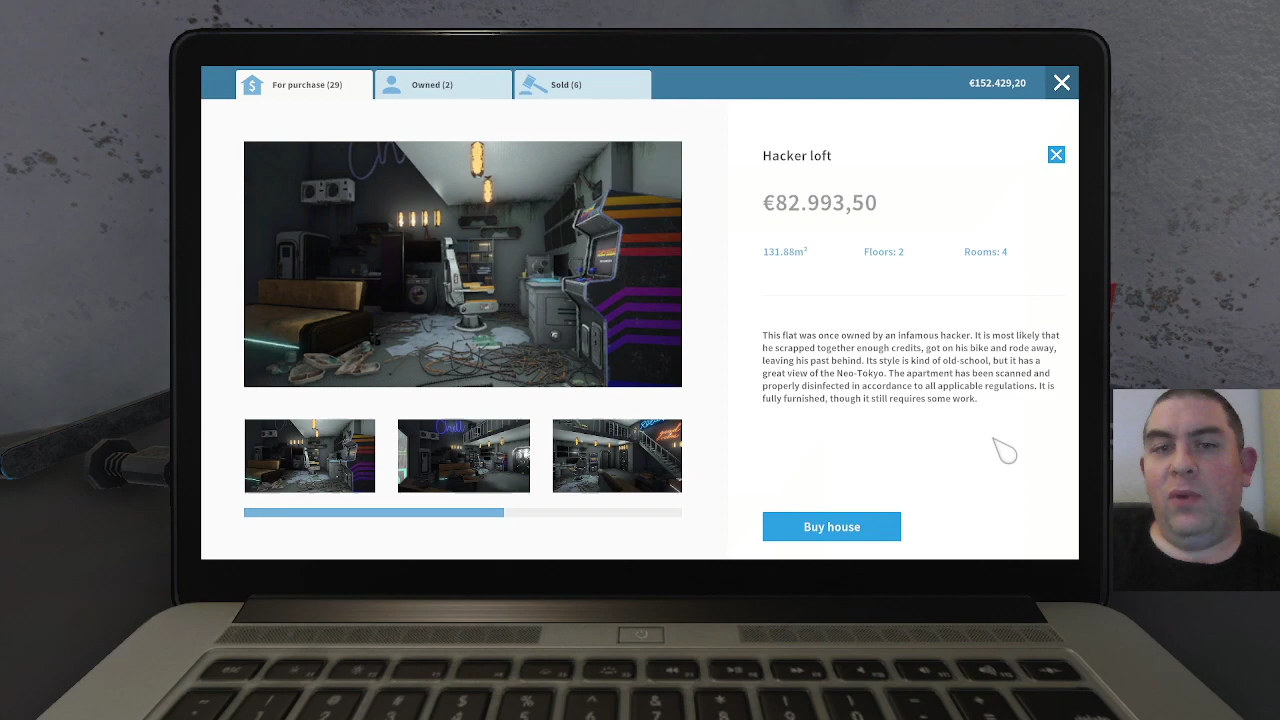 For purchase (29)
Owned (2)
Sold (6)
€152.429,20
Hacker loft
€82.993,50
131.88m²
Floors: 2
Rooms: 4
This flat was once owned by an infamous hacker. It is most likely that
he scrapped together enough credits, got on his bike and rode away,
leaving his past behind. Its style is kind of old-school, but it has a
great view of the Neo-Tokyo. The apartment has been scanned and
properly disinfected in accordance to all applicable regulations. It is
fully furnished, though it still requires some work.
Buy house